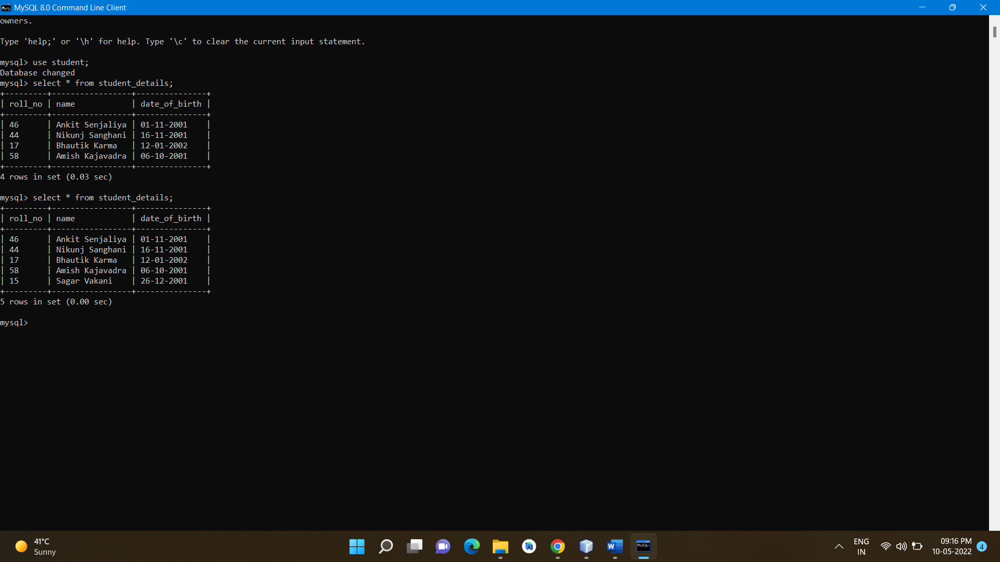 MySQL 8.0 Command Line Client
owners.
Type 'help;' or '\h' for help. Type '\c' to clear the current input statement.
mysql> use student;
Database changed
mysql> select * from student_details;
+---------+-----------------+---------------+
| roll_no | name            | date_of_birth |
+---------+-----------------+---------------+
| 46      | Ankit Senjaliya | 01-11-2001    |
| 44      | Nikunj Sanghani | 16-11-2001    |
| 17      | Bhautik Karma   | 12-01-2002    |
| 58      | Amish Kajavadra | 06-10-2001    |
+---------+-----------------+---------------+
4 rows in set (0.03 sec)
mysql> select * from student_details;
+---------+-----------------+---------------+
| roll_no | name            | date_of_birth |
+---------+-----------------+---------------+
| 46      | Ankit Senjaliya | 01-11-2001    |
| 44      | Nikunj Sanghani | 16-11-2001    |
| 17      | Bhautik Karma   | 12-01-2002    |
| 58      | Amish Kajavadra | 06-10-2001    |
| 15      | Sagar Vakani    | 26-12-2001    |
+---------+-----------------+---------------+
5 rows in set (0.00 sec)
mysql>
41°C
Sunny
W
MySQL>
ENG
IN
09:16 PM
10-05-2022
4